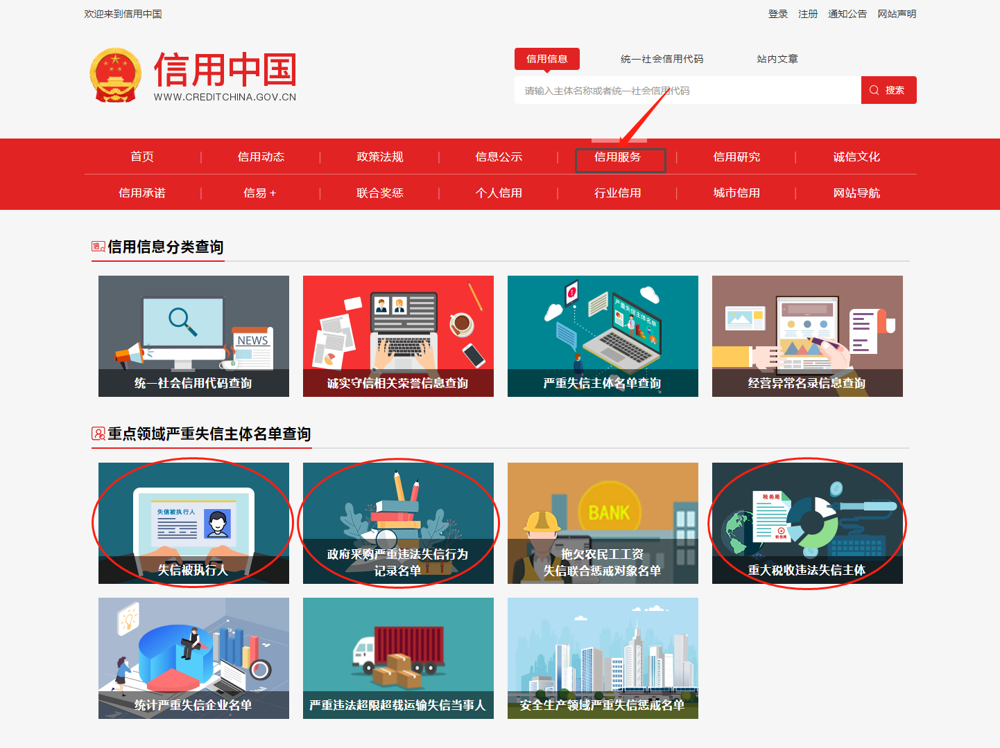 欢迎来到信用中国
登录 注册 通知公告 网站声明
信用中国
WWW.CREDITCHINA.GOV.CN
信用信息 统一社会信用代码 站内文章
请输入主体名称或者统一社会信用代码
搜索
首页 信用动态 政策法规 信息公示 信用服务 信用研究 诚信文化
信用承诺 信易 + 联合奖惩 个人信用 行业信用 城市信用 网站导航
信用信息分类查询
NEWS
严重失信主体名单
统一社会信用代码查询
诚实守信相关荣誉信息查询
严重失信主体名单查询
经营异常名录信息查询
重点领域严重失信主体名单查询
失信被执行人
失信被执行人
政府采购严重违法失信行为
记录名单
BANK
拖欠农民工工资
失信联合惩戒对象名单
税务局
税务局
重大税收违法失信主体
统计严重失信企业名单
严重违法超限超载运输失信当事人
安全生产领域严重失信惩戒名单